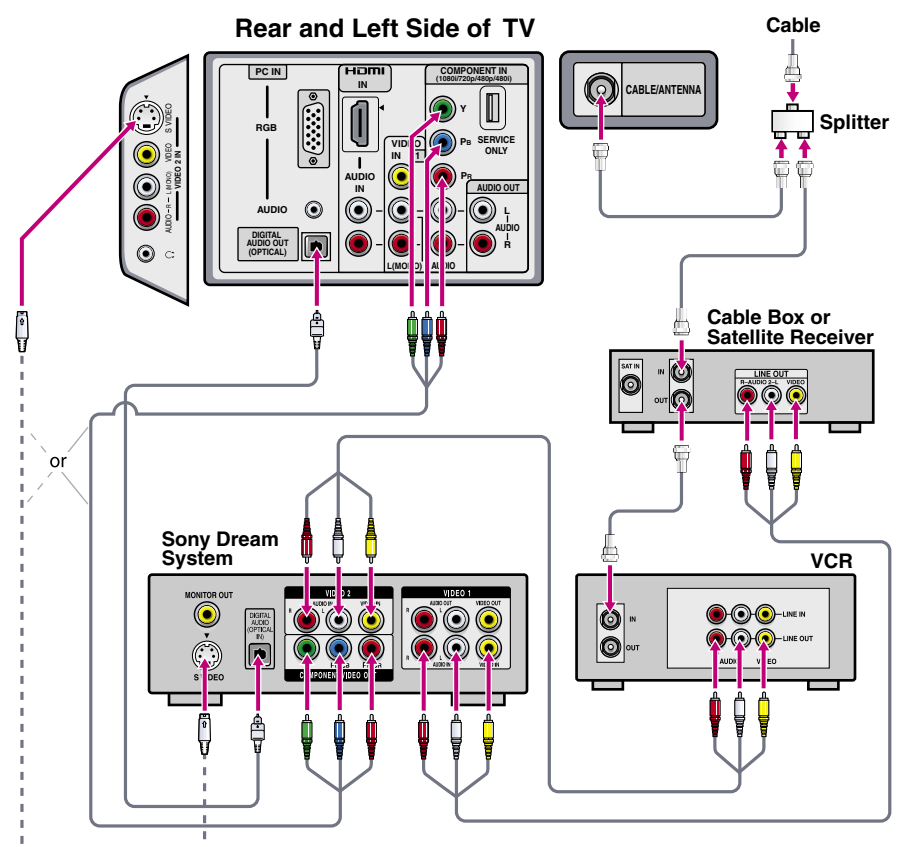 Rear and Left Side of TV
Cable
Splitter
CABLE/ANTENNA
S VIDEO
VIDEO
L(MONO)
AUDIO-R
VIDEO 2 IN
PC IN
RGB
AUDIO
DIGITAL
AUDIO OUT
(OPTICAL)
HDMI
IN
AUDIO
IN
VIDEO
IN
1
L(MONO)
AUDIO
COMPONENT IN
(1080i/720p/480p/480i)
Y
PB
PR
SERVICE
ONLY
AUDIO OUT
L
AUDIO
R
or
Cable Box or
Satellite Receiver
SAT IN
IN
OUT
LINE OUT
R-AUDIO 2-L
VIDEO
Sony Dream
System
MONITOR OUT
S VIDEO
DIGITAL
AUDIO
(OPTICAL
IN)
VIDEO 2
R
AUDIO IN
L
VIDEO IN
COMPONENT VIDEO OUT
VIDEO 1
AUDIO OUT
VIDEO OUT
R
L
R
L
AUDIO IN
VIDEO IN
VCR
IN
OUT
LINE IN
LINE OUT
AUDIO
VIDEO